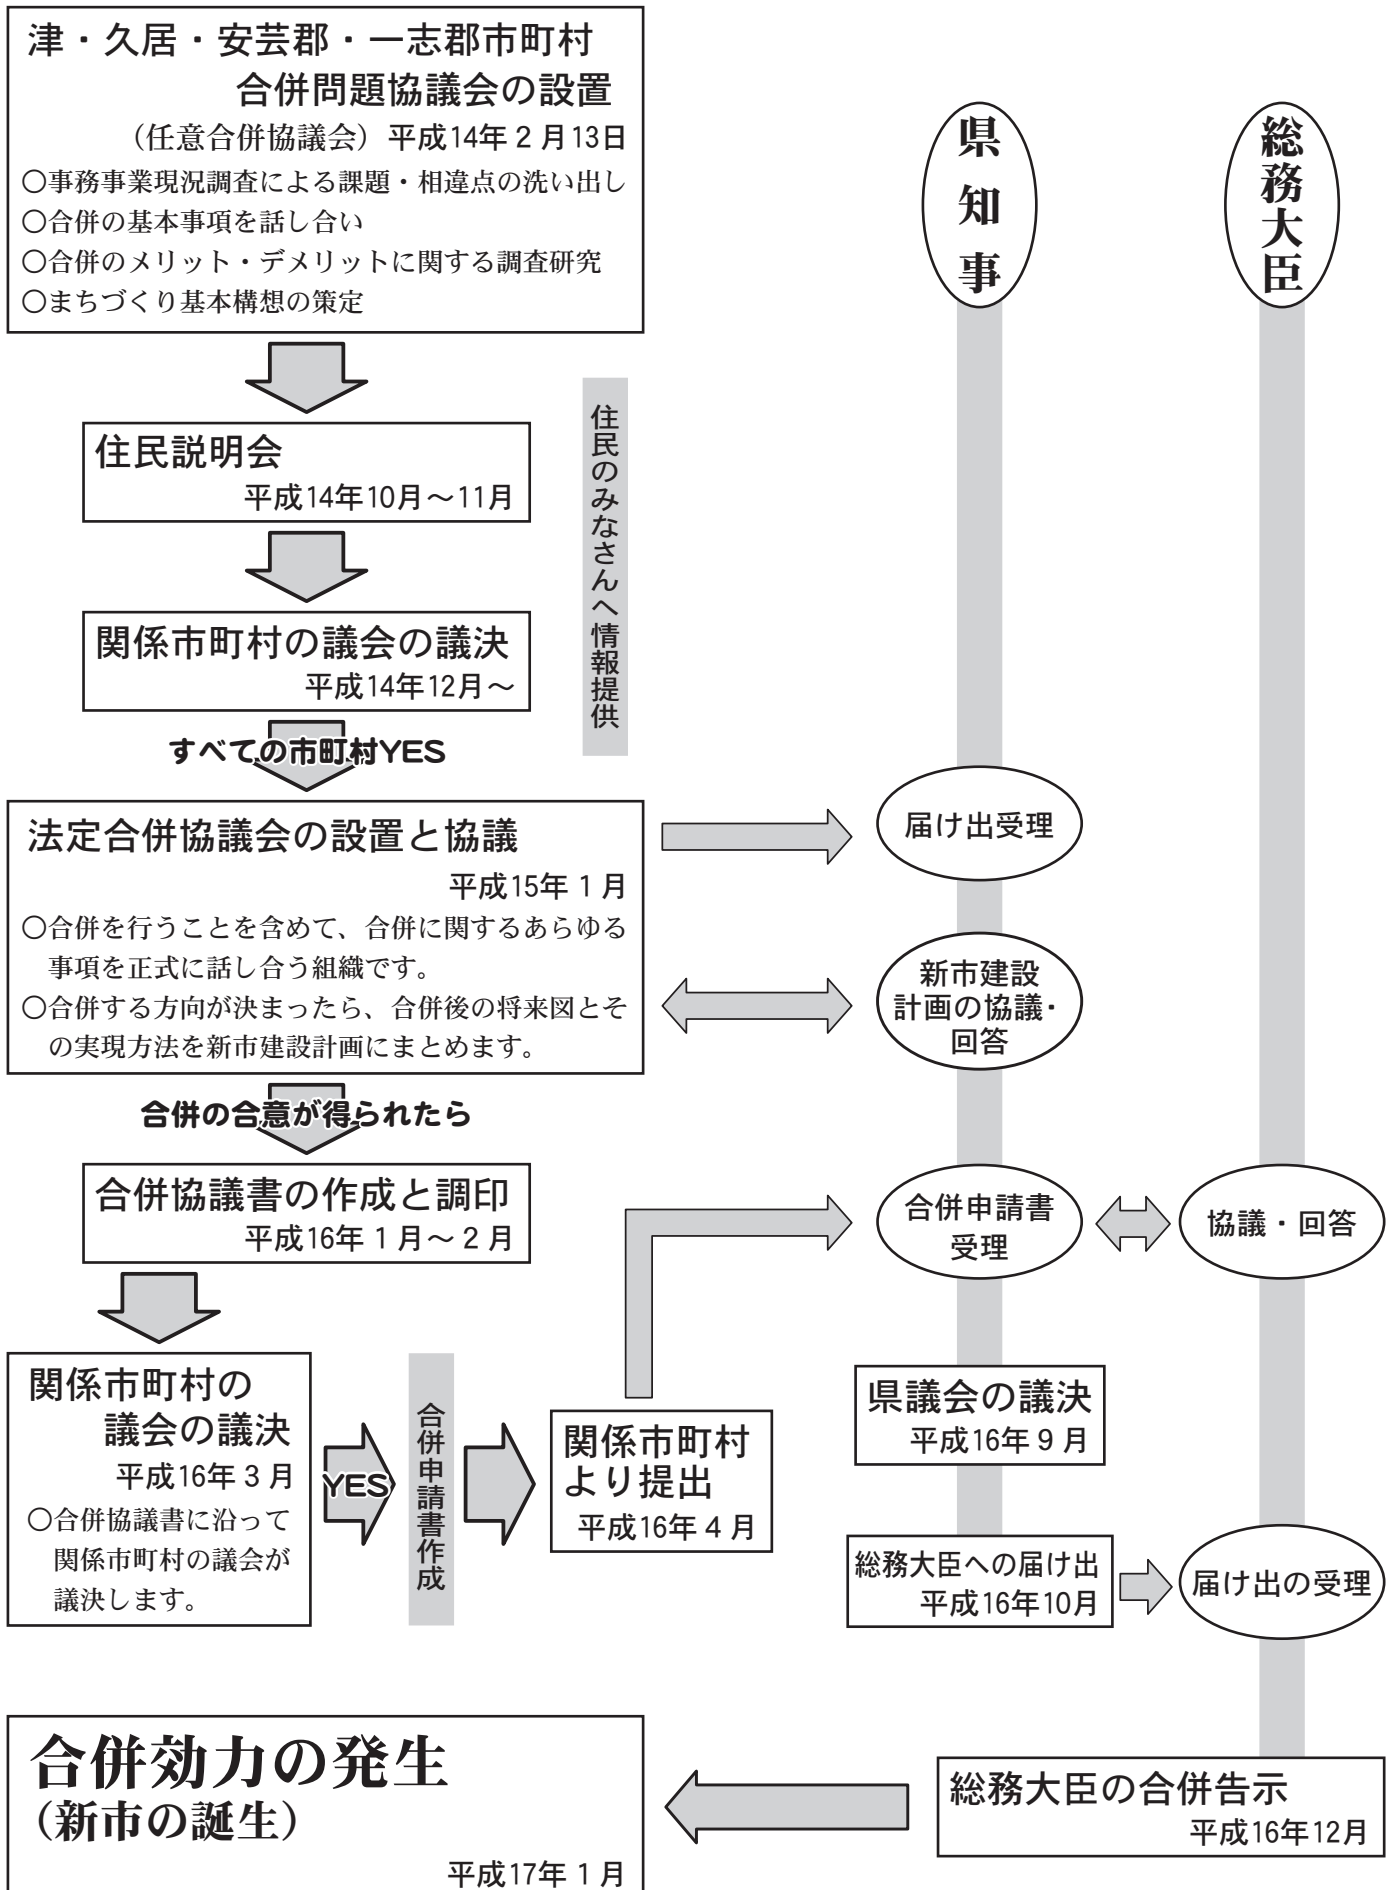 津・久居・安芸郡・一志郡市町村
合併問題協議会の設置
（任意合併協議会）平成14年２月13日
○事務事業現況調査による課題・相違点の洗い出し
○合併の基本事項を話し合い
○合併のメリット・デメリットに関する調査研究
○まちづくり基本構想の策定
県知事
総務大臣
住民説明会
平成14年10月～11月
住民のみなさんへ情報提供
関係市町村の議会の議決
平成14年12月～
すべての市町村YES
法定合併協議会の設置と協議
平成15年１月
○合併を行うことを含めて、合併に関するあらゆる
事項を正式に話し合う組織です。
○合併する方向が決まったら、合併後の将来図とそ
の実現方法を新市建設計画にまとめます。
届け出受理
新市建設
計画の協議・
回答
合併の合意が得られたら
合併協議書の作成と調印
平成16年１月～２月
合併申請書
受理
協議・回答
関係市町村の
議会の議決
平成16年３月
○合併協議書に沿って
関係市町村の議会が
議決します。
YES
合併申請書作成
関係市町村
より提出
平成16年４月
県議会の議決
平成16年９月
総務大臣への届け出
平成16年10月
届け出の受理
総務大臣の合併告示
平成16年12月
合併効力の発生
（新市の誕生）
平成17年１月